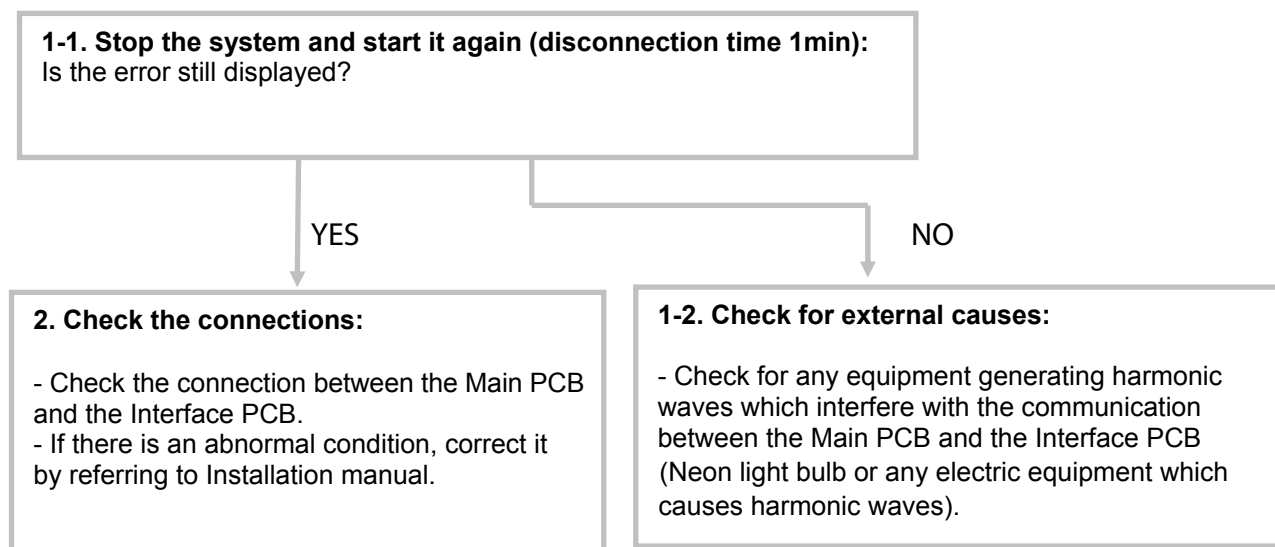 1-1. Stop the system and start it again (disconnection time 1min):
Is the error still displayed?
YES
NO
2. Check the connections:
- Check the connection between the Main PCB
and the Interface PCB.
- If there is an abnormal condition, correct it
by referring to Installation manual.
1-2. Check for external causes:
- Check for any equipment generating harmonic
waves which interfere with the communication
between the Main PCB and the Interface PCB
(Neon light bulb or any electric equipment which
causes harmonic waves).